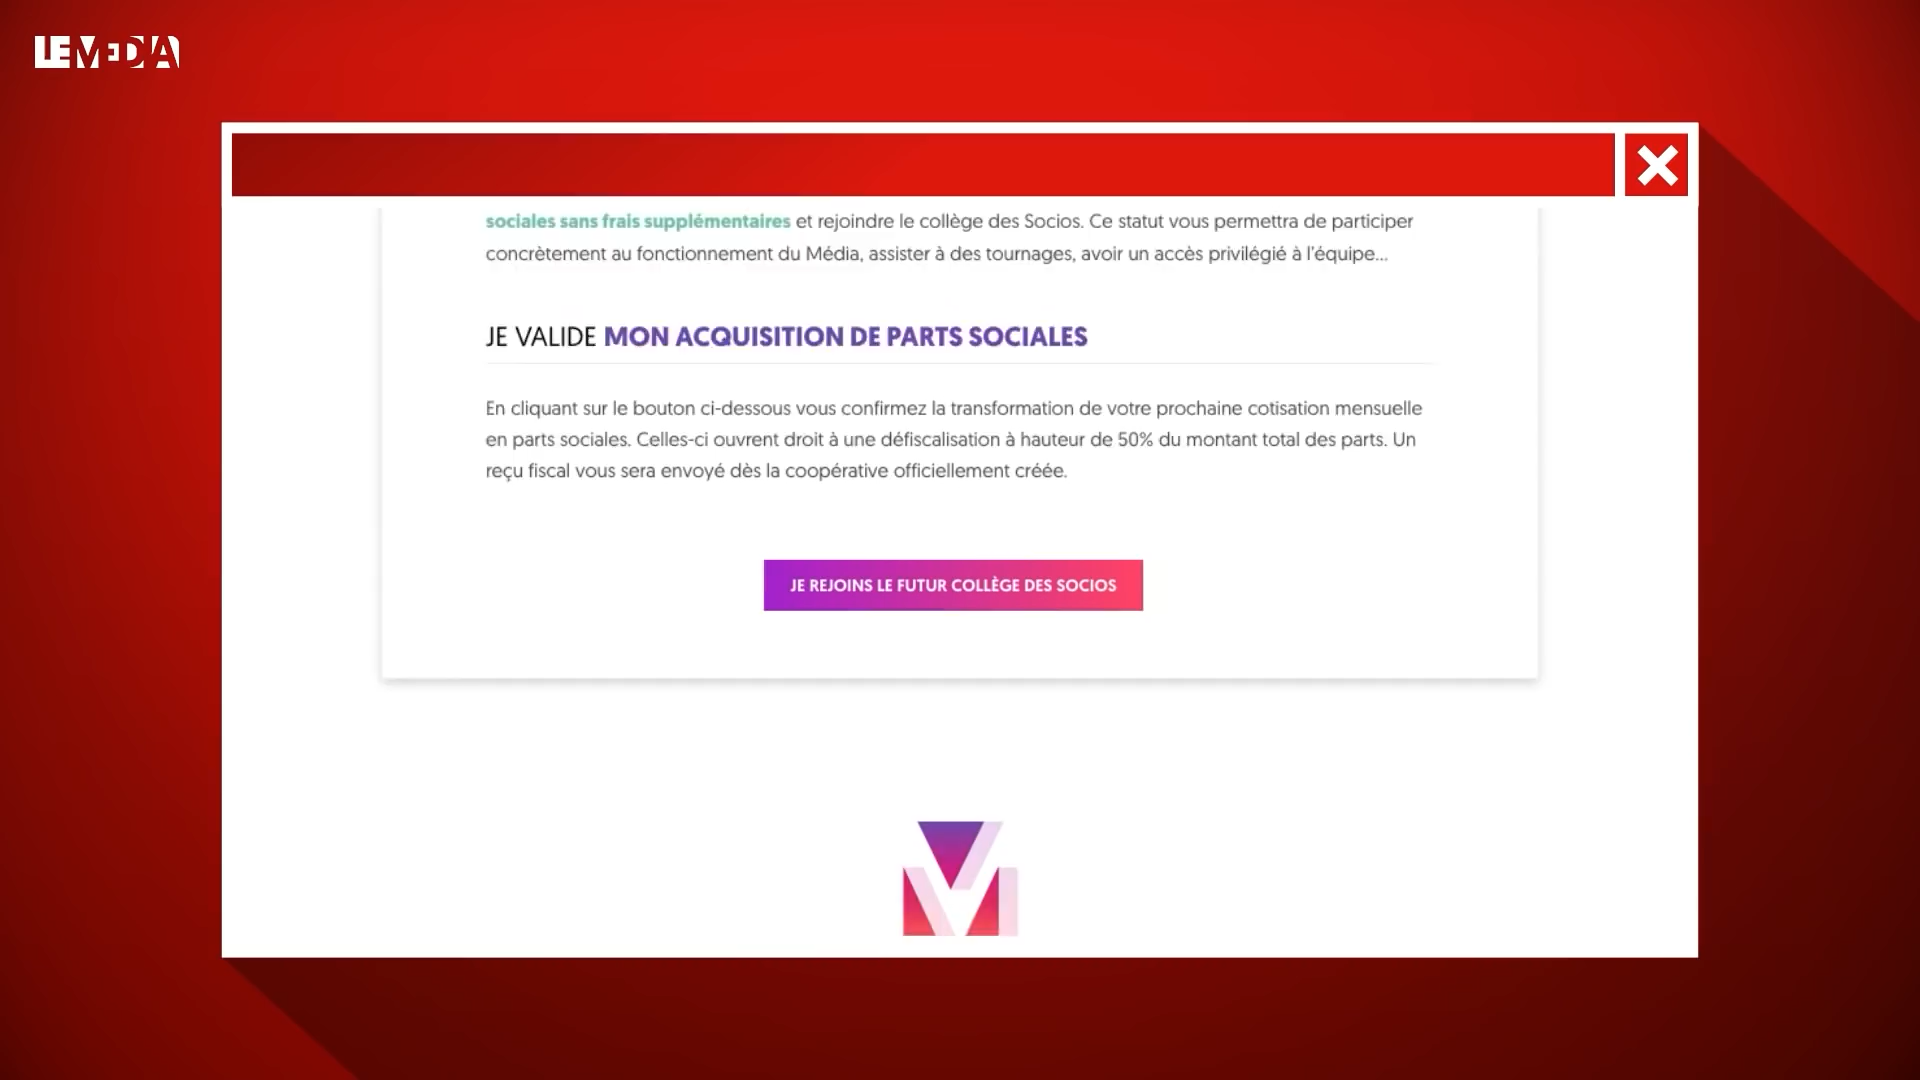 LEMEDIA
sociales sans frais supplémentaires et rejoindre le collège des Socios. Ce statut vous permettra de participer
concrètement au fonctionnement du Média, assister à des tournages, avoir un accès privilégié à l'équipe...
JE VALIDE MON ACQUISITION DE PARTS SOCIALES
En cliquant sur le bouton ci-dessous vous confirmez la transformation de votre prochaine cotisation mensuelle
en parts sociales. Celles-ci ouvrent droit à une défiscalisation à hauteur de 50% du montant total des parts. Un
reçu fiscal vous sera envoyé dès la coopérative officiellement créée.
JE REJOINS LE FUTUR COLLÈGE DES SOCIOS